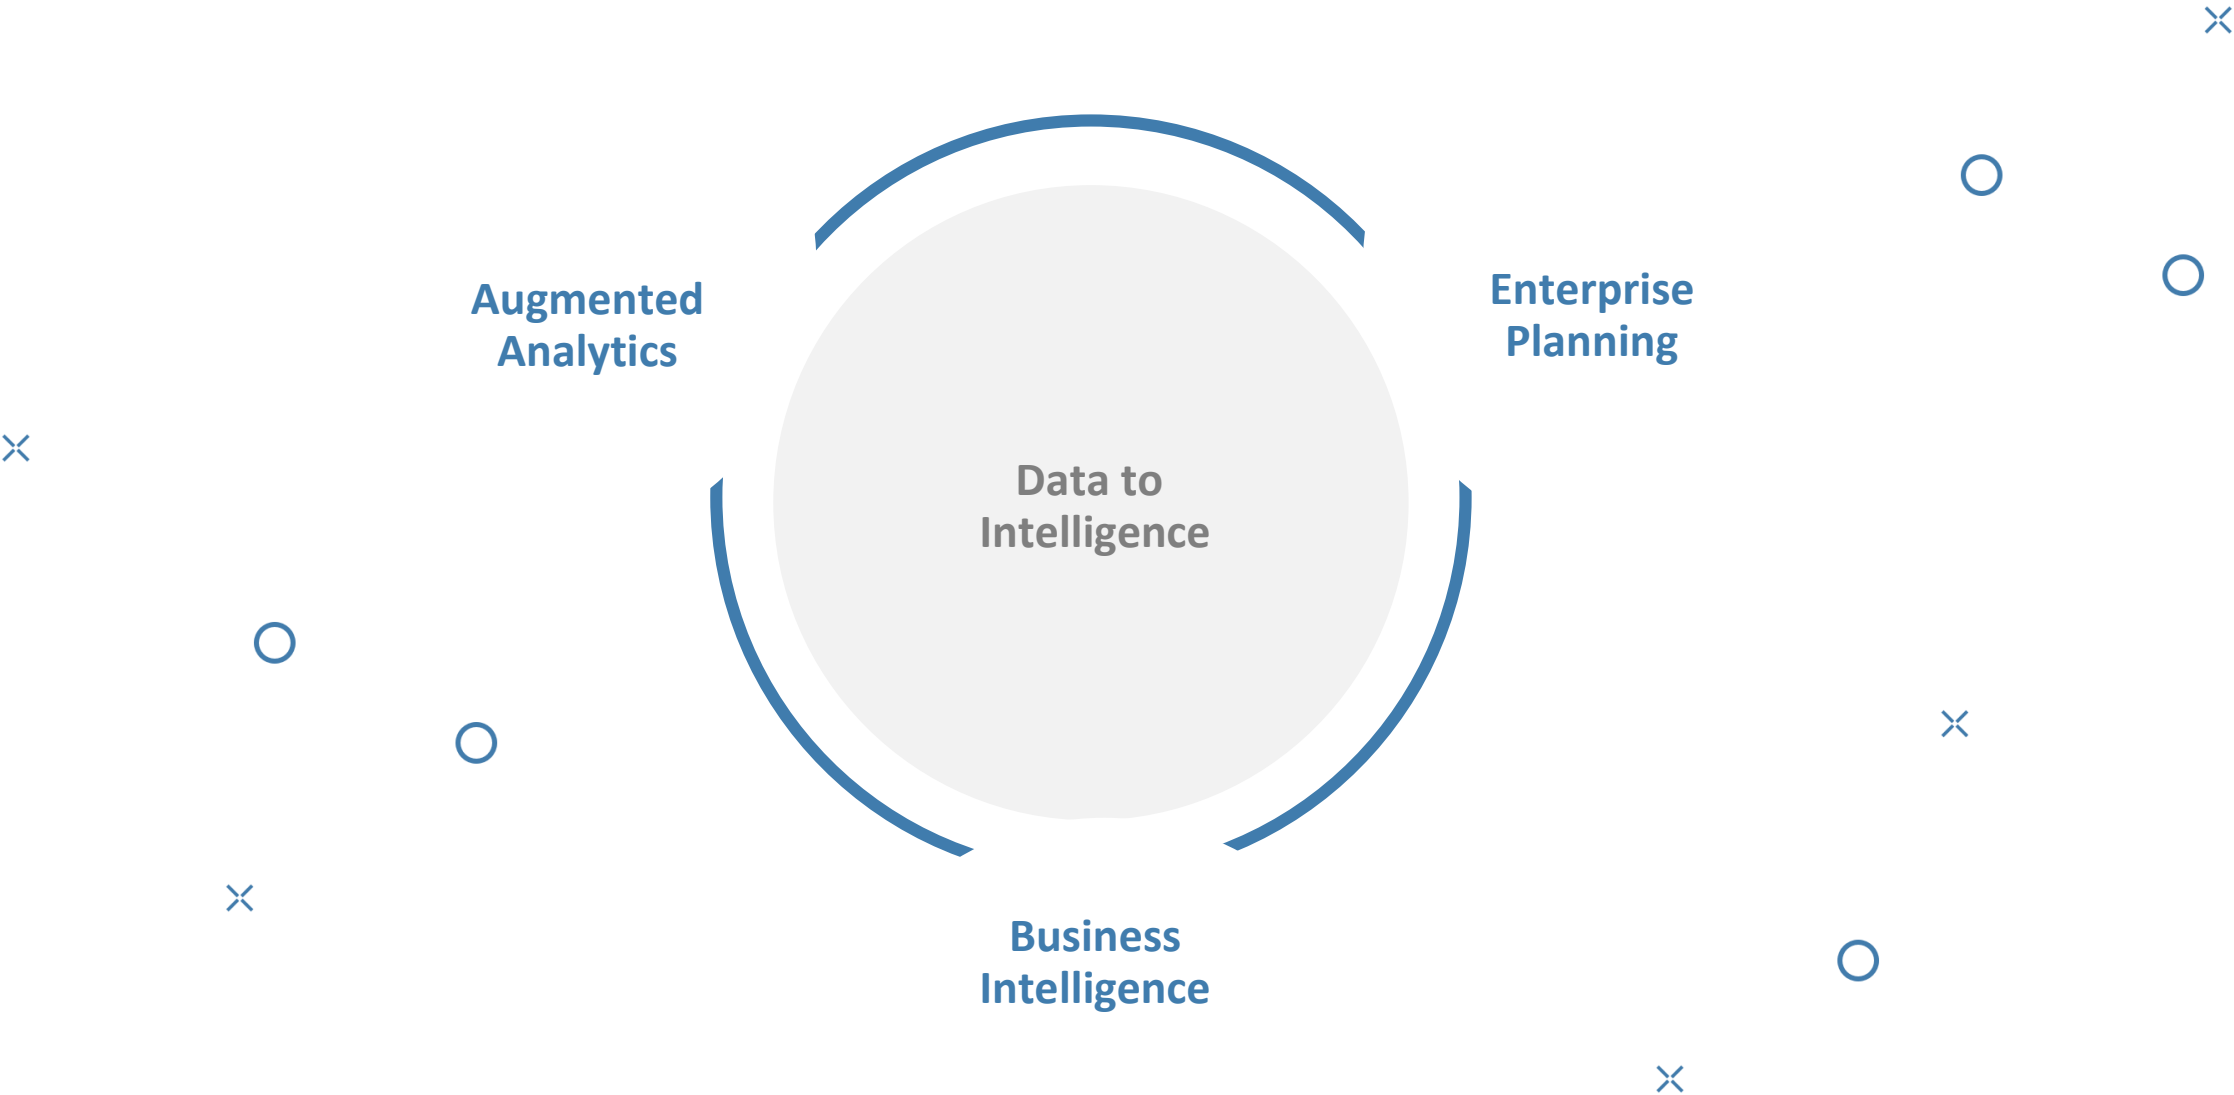 Augmented
Analytics
Enterprise
Planning
Data to
Intelligence
Business
Intelligence